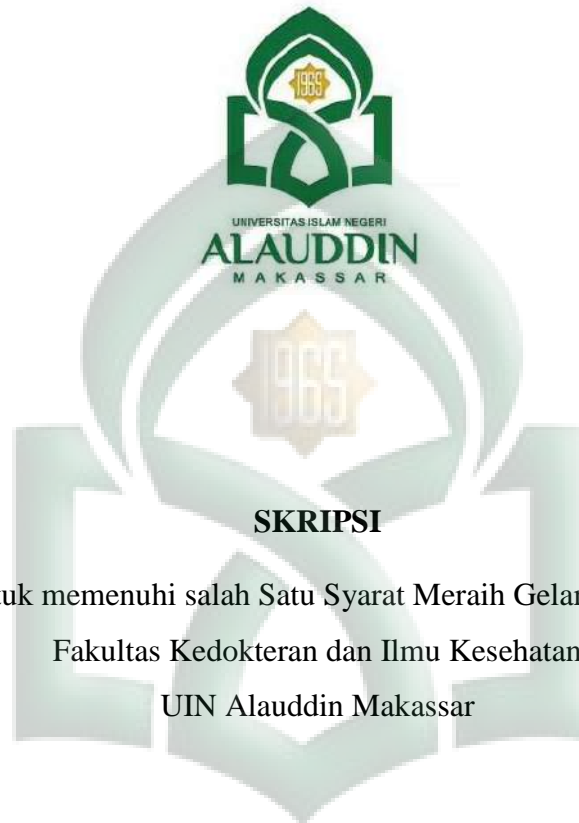 1965
UNIVERSITAS ISLAM NEGERI
ALAUDDIN
MAKASSAR
1965
SKRIPSI
tuk memenuhi salah Satu Syarat Meraih Gelar
Fakultas Kedokteran dan Ilmu Kesehatan
UIN Alauddin Makassar